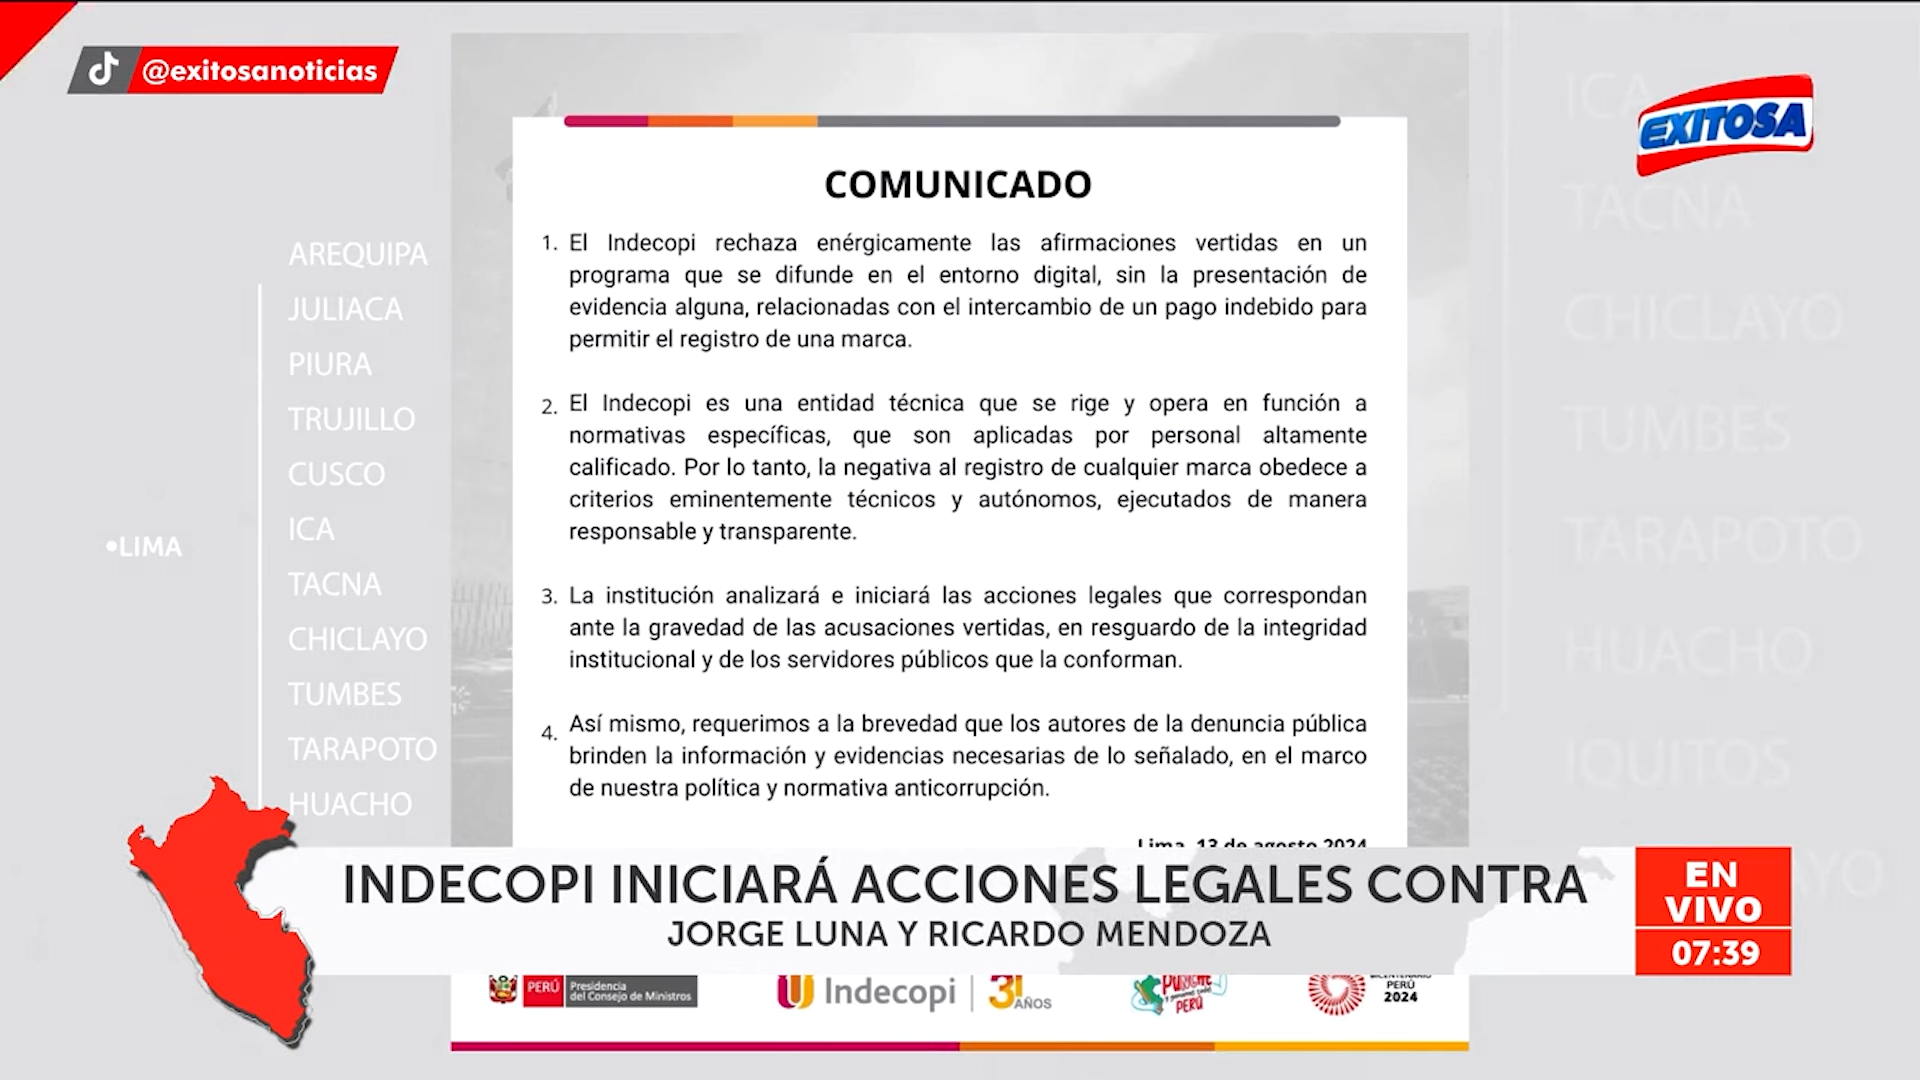 @exitosanoticias
EXITOSA
COMUNICADO
1. El Indecopi rechaza enérgicamente las afirmaciones vertidas en un
programa que se difunde en el entorno digital, sin la presentación de
evidencia alguna, relacionadas con el intercambio de un pago indebido para
permitir el registro de una marca.
2. El Indecopi es una entidad técnica que se rige y opera en función a
normativas específicas, que son aplicadas por personal altamente
calificado. Por lo tanto, la negativa al registro de cualquier marca obedece a
criterios eminentemente técnicos y autónomos, ejecutados de manera
responsable y transparente.
3. La institución analizará e iniciará las acciones legales que correspondan
ante la gravedad de las acusaciones vertidas, en resguardo de la integridad
institucional y de los servidores públicos que la conforman.
4. Así mismo, requerimos a la brevedad que los autores de la denuncia pública
brinden la información y evidencias necesarias de lo señalado, en el marco
de nuestra política y normativa anticorrupción.
Lima, 13 de agosto 2024
•LIMA
AREQUIPA
JULIACA
PIURA
TRUJILLO
CUSCO
ICA
TACNA
CHICLAYO
TUMBES
TARAPOTO
HUACHO
ICA
TACNA
CHICLAYO
TUMBES
TARAPOTO
HUACHO
IQUITOS
INDECOPI INICIARÁ ACCIONES LEGALES CONTRA
JORGE LUNA Y RICARDO MENDOZA
EN
VIVO
07:39
PERÚ
Presidencia
del Consejo de Ministros
Indecopi
31
AÑOS
PERÚ
BICENTENARIO
PERÚ
2024